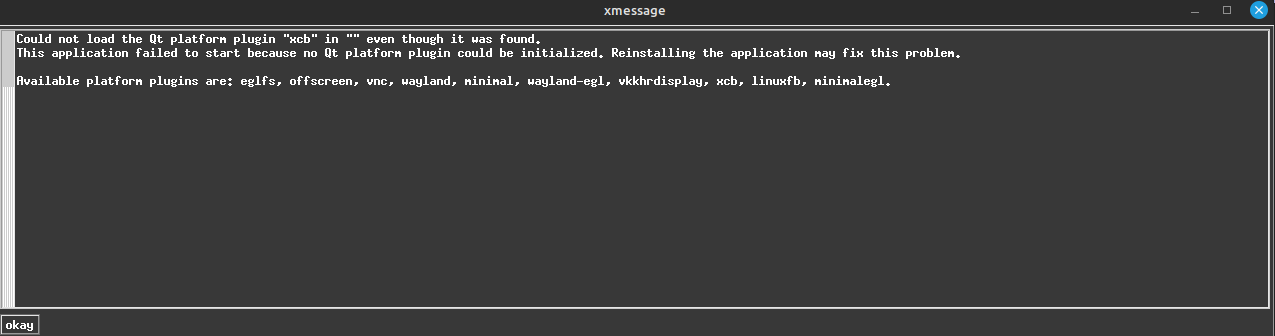 xmessage
Could not load the Qt platform plugin "xcb" in "" even though it was found.
This application failed to start because no Qt platform plugin could be initialized. Reinstalling the application may fix this problem.
Available platform plugins are: eglfs, offscreen, vnc, wayland, minimal, wayland-egl, vkkhrdisplay, xcb, linuxfb, minimalegl.
okay